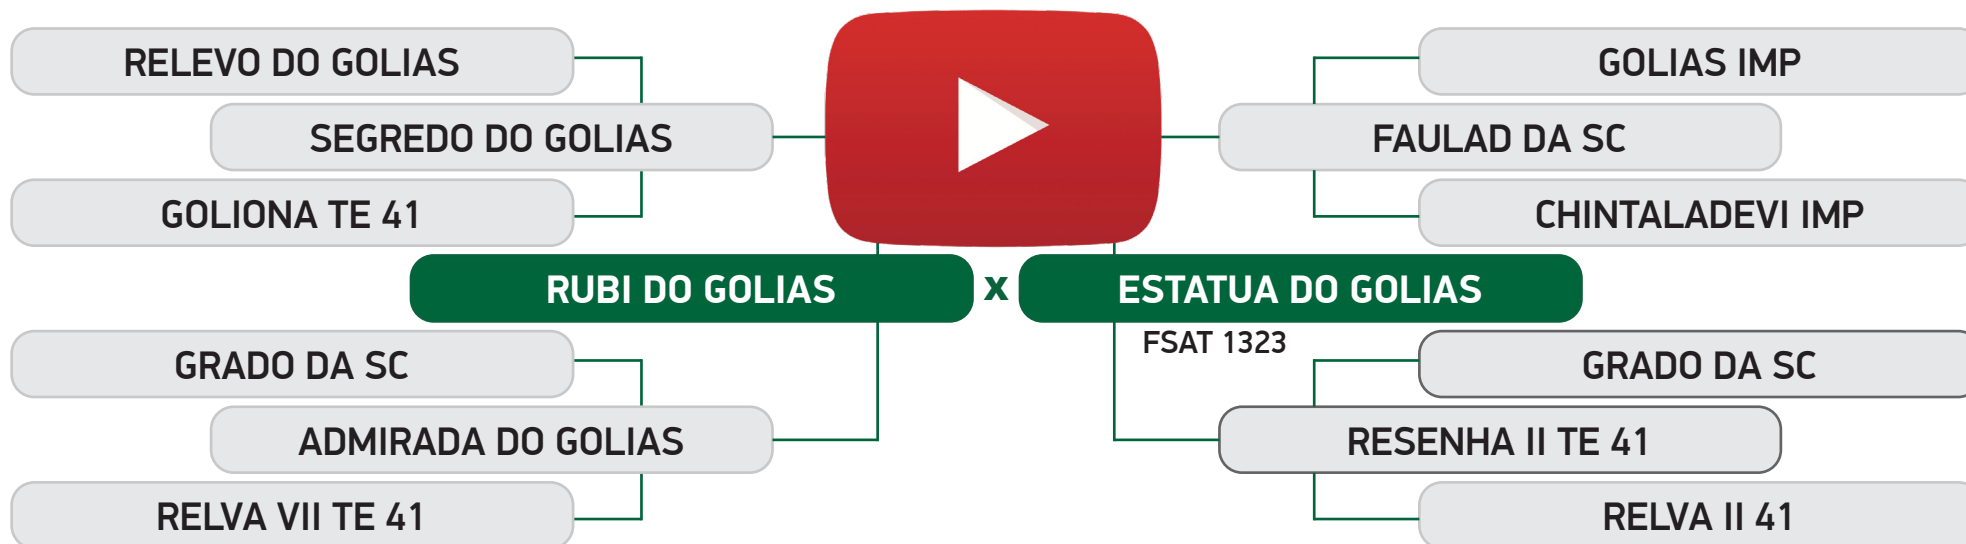 RELEVO DO GOLIAS
GOLIAS IMP
SEGREDO DO GOLIAS
FAULAD DA SC
GOLIONA TE 41
CHINTALADEVI IMP
RUBI DO GOLIAS x ESTATUA DO GOLIAS
FSAT 1323
GRADO DA SC
GRADO DA SC
ADMIRADA DO GOLIAS
RESENHA II TE 41
RELVA VII TE 41
RELVA II 41